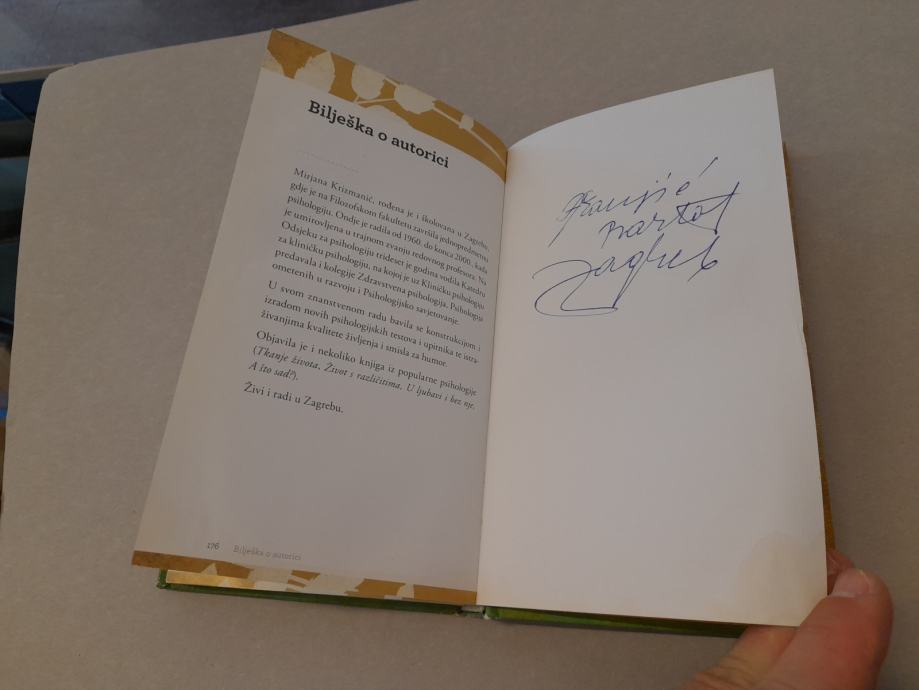 Bilješka o autorici
Mirjana Krizmanić, rođena je i školovana u Zagrebu,
gdje je na Filozofskom fakultetu završila jednopredmetnu
psihologiju. Ondje je radila od 1960. do konca 2000., kada
je umirovljena u trajnom zvanju redovnog profesora. Na
Odsjeku za psihologiju trideset je godina vodila Katedru
za kliničku psihologiju, na kojoj je uz Kliničku psihologiju
predavala i kolegije Zdravstvena psihologija, Psihologija
ometenih u razvoju i Psihologijsko savjetovanje.
U svom znanstvenom radu bavila se konstrukcijom i
izradom novih psihologijskih testova i upitnika te istra-
živanjima kvalitete življenja i smisla za humor.
Objavila je i nekoliko knjiga iz popularne psihologije
(Tkanje života, Život s različitima, U ljubavi i bez nje,
A što sad?).
Živi i radi u Zagrebu.
176 Bilješka o autorici
Zagreb